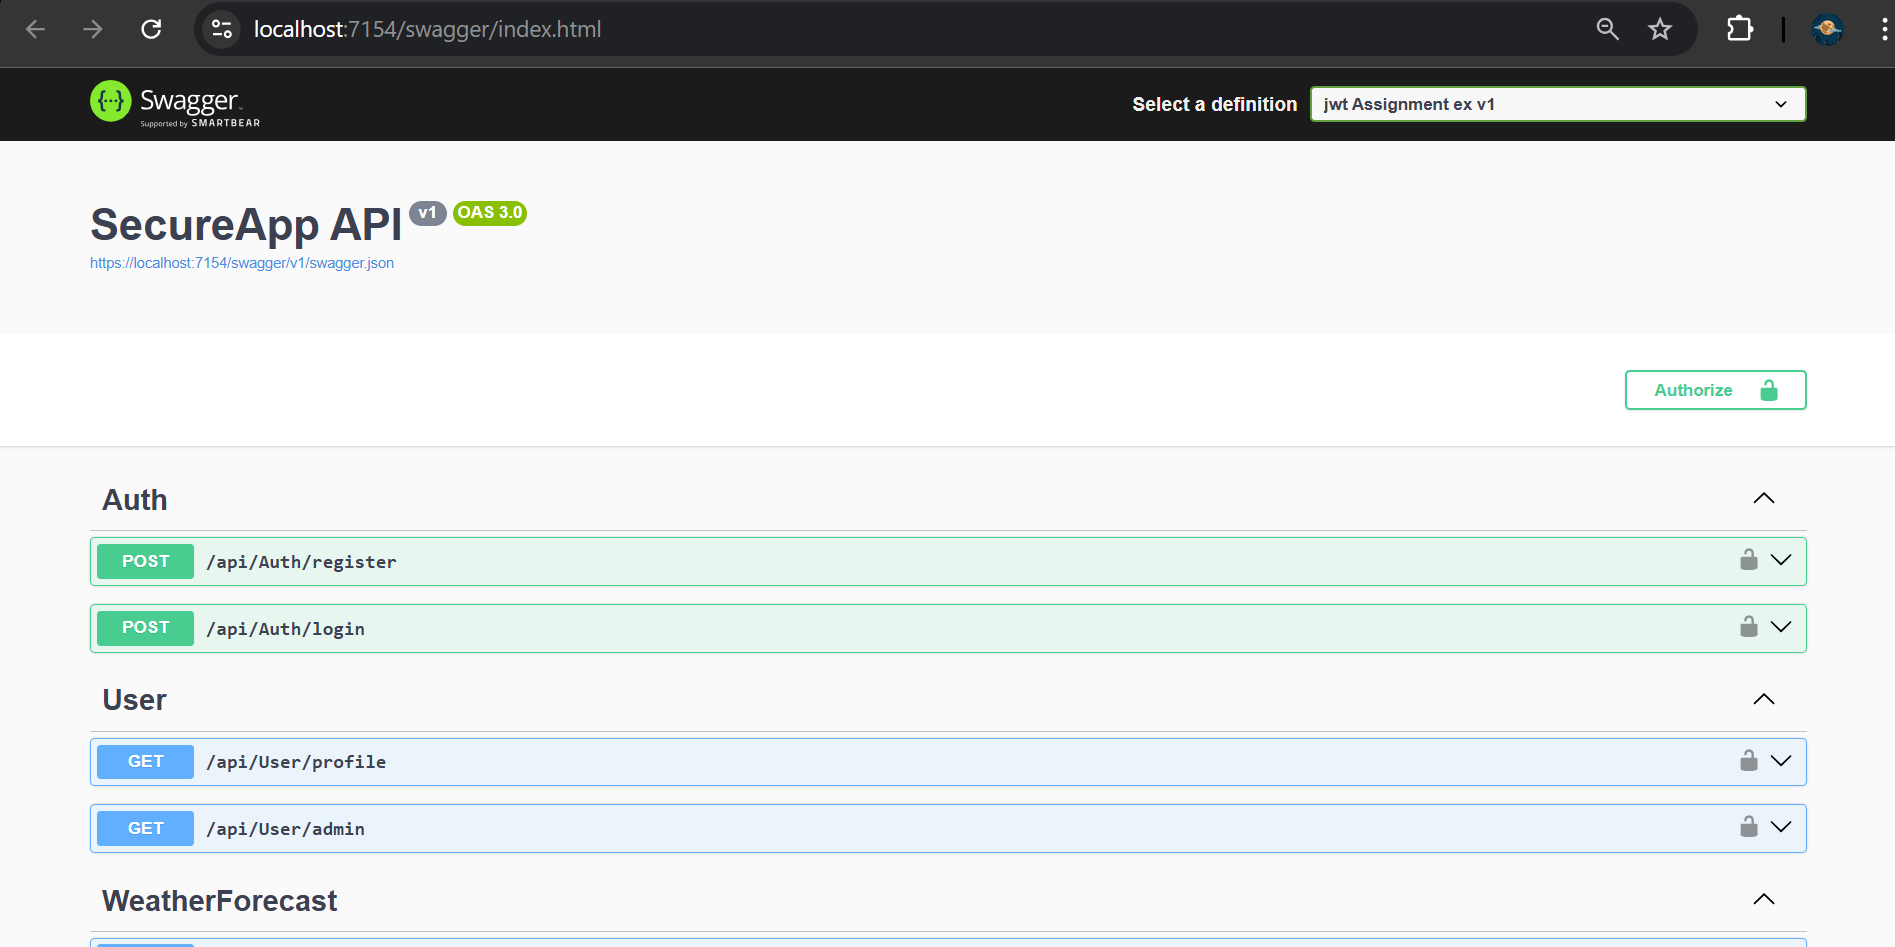 localhost:7154/swagger/index.html
{...} Swagger™
Supported by SMARTBEAR
Select a definition
jwt Assignment ex v1
SecureApp API v1 OAS 3.0
https://localhost:7154/swagger/v1/swagger.json
Authorize
Auth
POST /api/Auth/register
POST /api/Auth/login
User
GET /api/User/profile
GET /api/User/admin
WeatherForecast